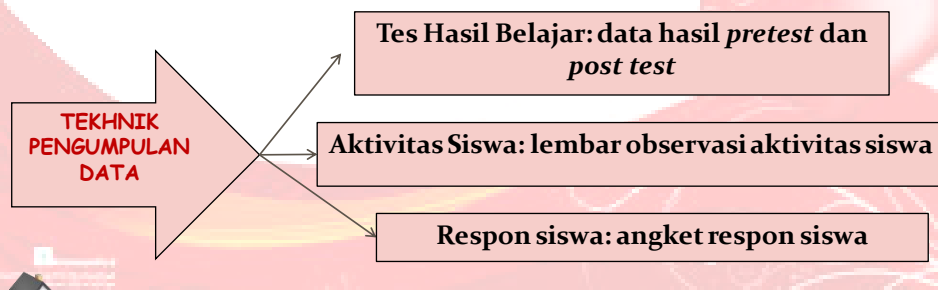 TEKHNIK
PENGUMPULAN
DATA
Tes Hasil Belajar: data hasil pretest dan
post test
Aktivitas Siswa: lembar observasi aktivitas siswa
Respon siswa: angket respon siswa